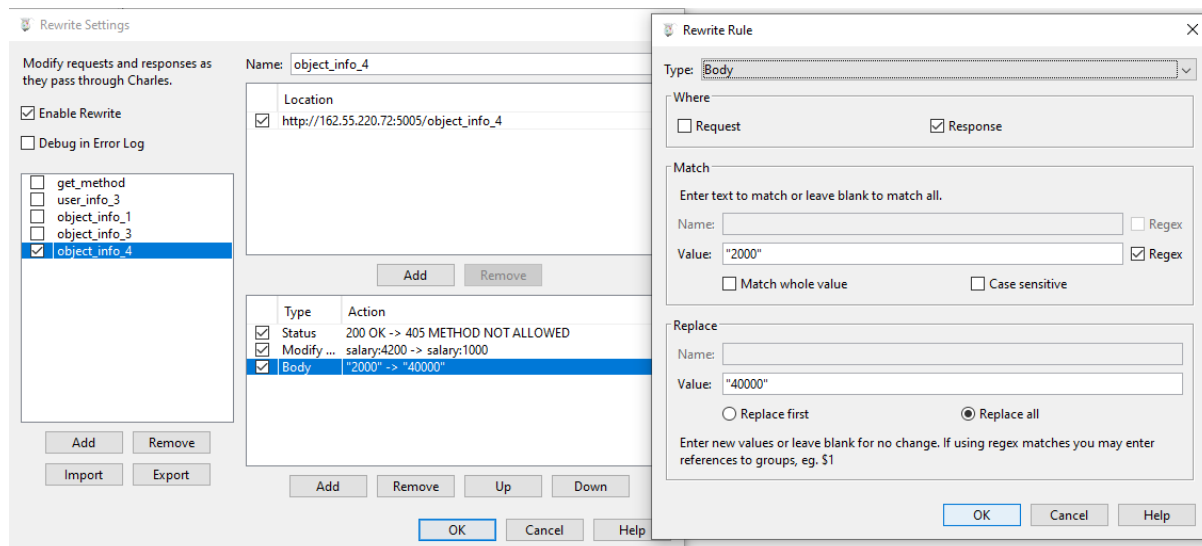 Rewrite Settings
Modify requests and responses as
they pass through Charles.
Enable Rewrite
Debug in Error Log
get_method
user_info_3
object_info_1
object_info_3
object_info_4
Add Remove
Import Export
Name: object_info_4
Location
http://162.55.220.72:5005/object_info_4
Add Remove
Type Action
Status 200 OK -> 405 METHOD NOT ALLOWED
Modify ... salary:4200 -> salary:1000
Body "2000" -> "40000"
Add Remove Up Down
OK Cancel Help
Rewrite Rule
Type: Body
Where
Request Response
Match
Enter text to match or leave blank to match all.
Name: Regex
Value: "2000" Regex
Match whole value Case sensitive
Replace
Name:
Value: "40000"
Replace first Replace all
Enter new values or leave blank for no change. If using regex matches you may enter
references to groups, eg. $1
OK Cancel Help